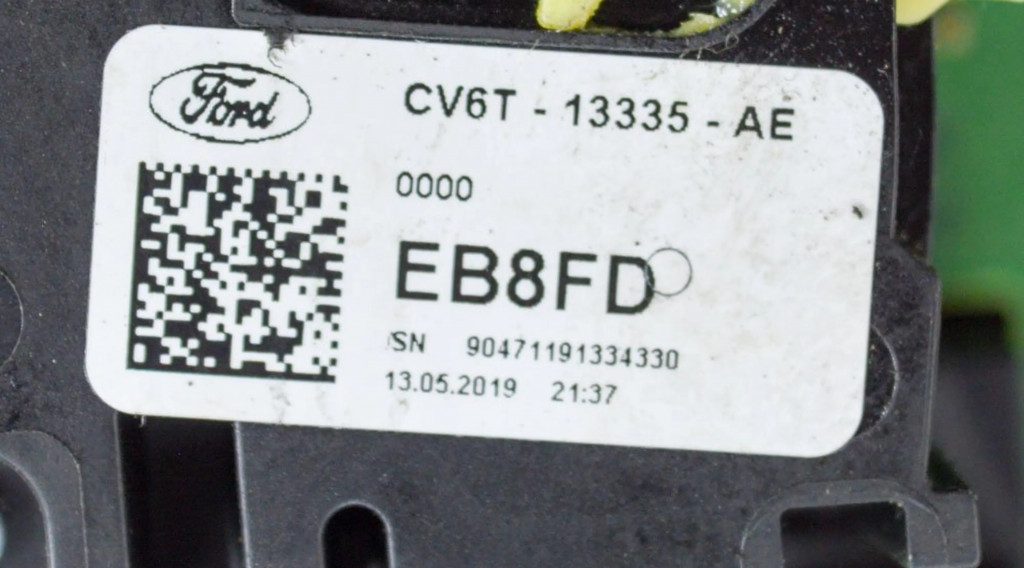 Ford
CV6T - 13335 - AE
0000
EB8FD
SN 90471191334330
13.05.2019 21:37